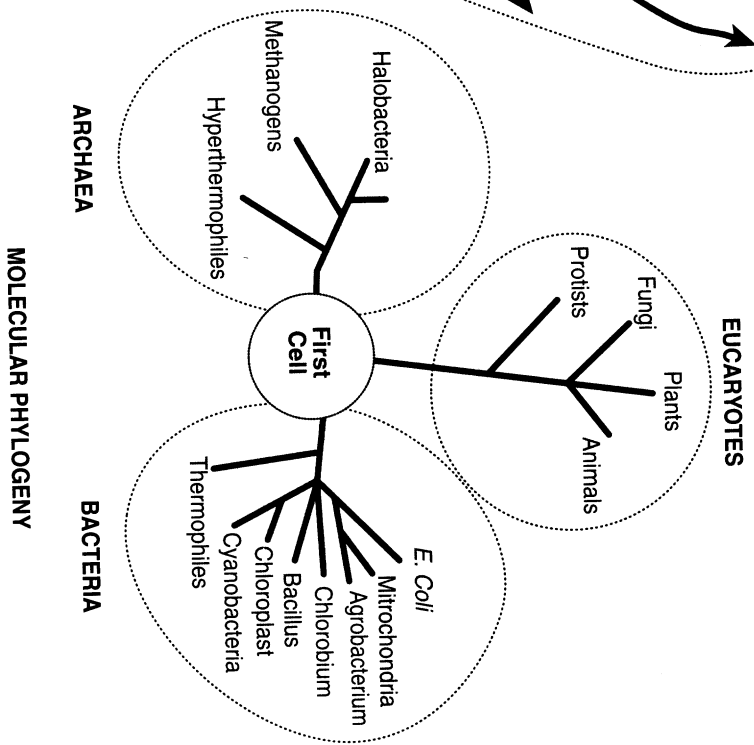 EUCARYOTES
Plants
Fungi
Animals
Protists
Halobacteria
Methanogens
Hyperthermophiles
ARCHAEA
First
Cell
E. Coli
Mitrochondria
Agrobacterium
Chlorobium
Bacillus
Chloroplast
Cyanobacteria
Thermophiles
BACTERIA
MOLECULAR PHYLOGENY